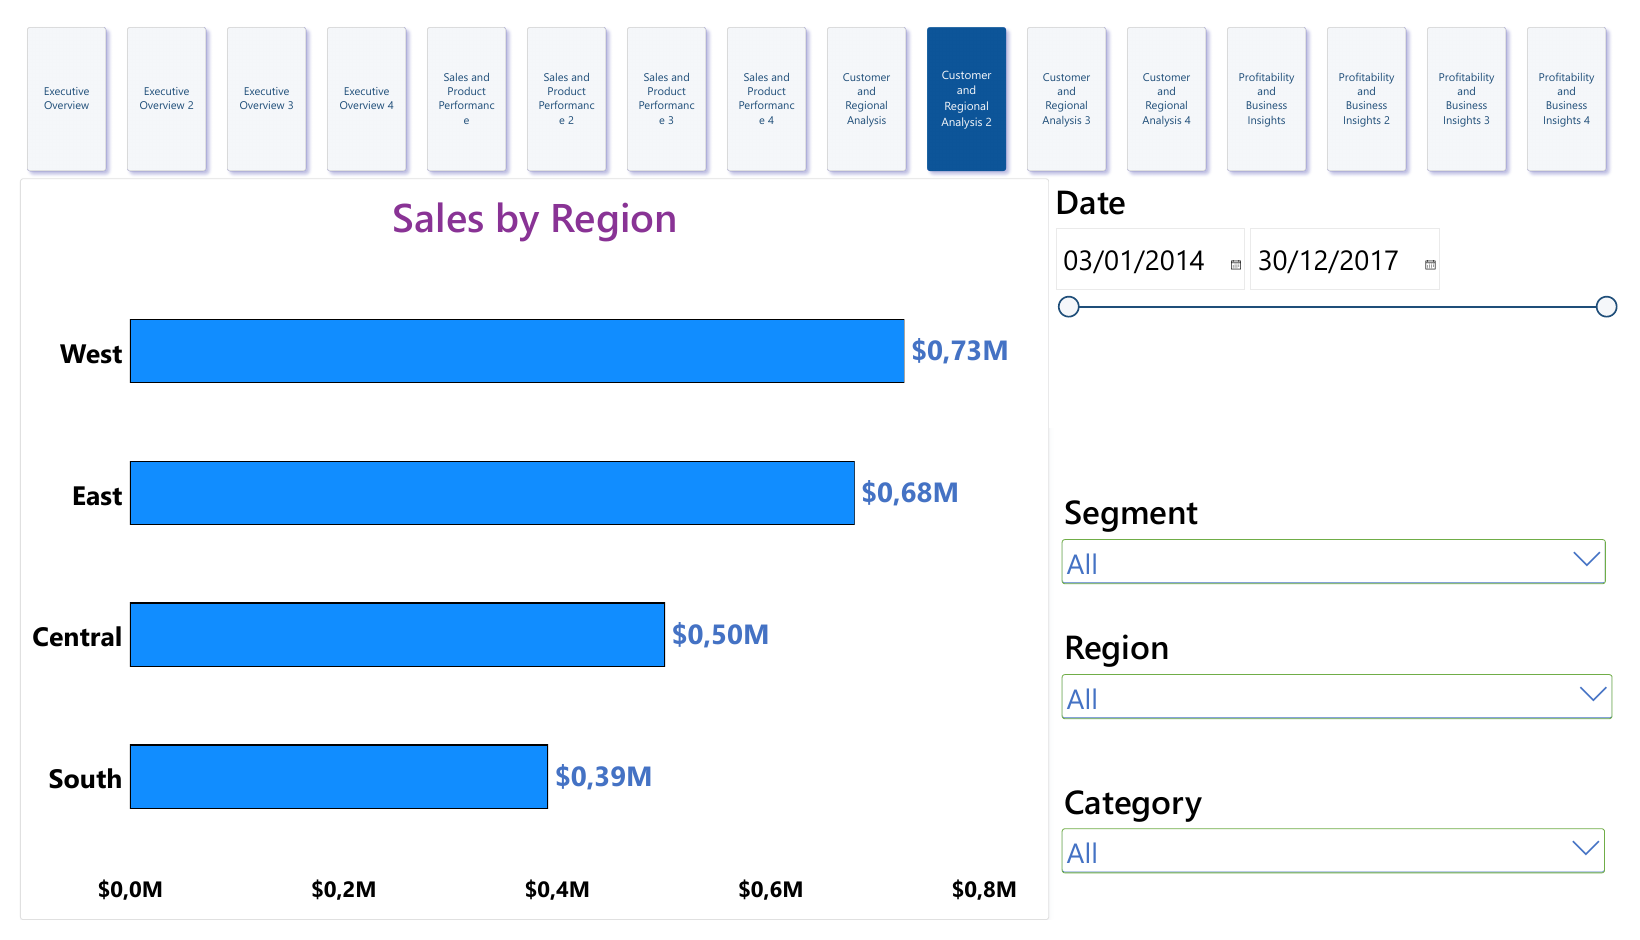 Executive
Overview
Executive
Overview 2
Executive
Overview 3
Executive
Overview 4
Sales and
Product
Performanc
e
Sales and
Product
Performanc
e 2
Sales and
Product
Performanc
e 3
Sales and
Product
Performanc
e 4
Customer
and
Regional
Analysis
Customer
and
Regional
Analysis 2
Customer
and
Regional
Analysis 3
Customer
and
Regional
Analysis 4
Profitability
and
Business
Insights
Profitability
and
Business
Insights 2
Profitability
and
Business
Insights 3
Profitability
and
Business
Insights 4
Sales by Region
West
$0,73M
East
$0,68M
Central
$0,50M
South
$0,39M
$0,0M
$0,2M
$0,4M
$0,6M
$0,8M
Date
03/01/2014
30/12/2017
Segment
All
Region
All
Category
All